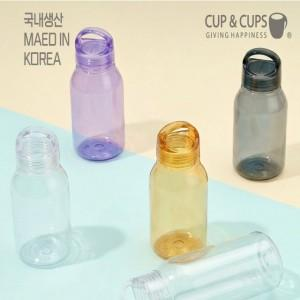 국내생산
MAED IN
KOREA
CUP & CUPS
GIVING HAPPINESS
®